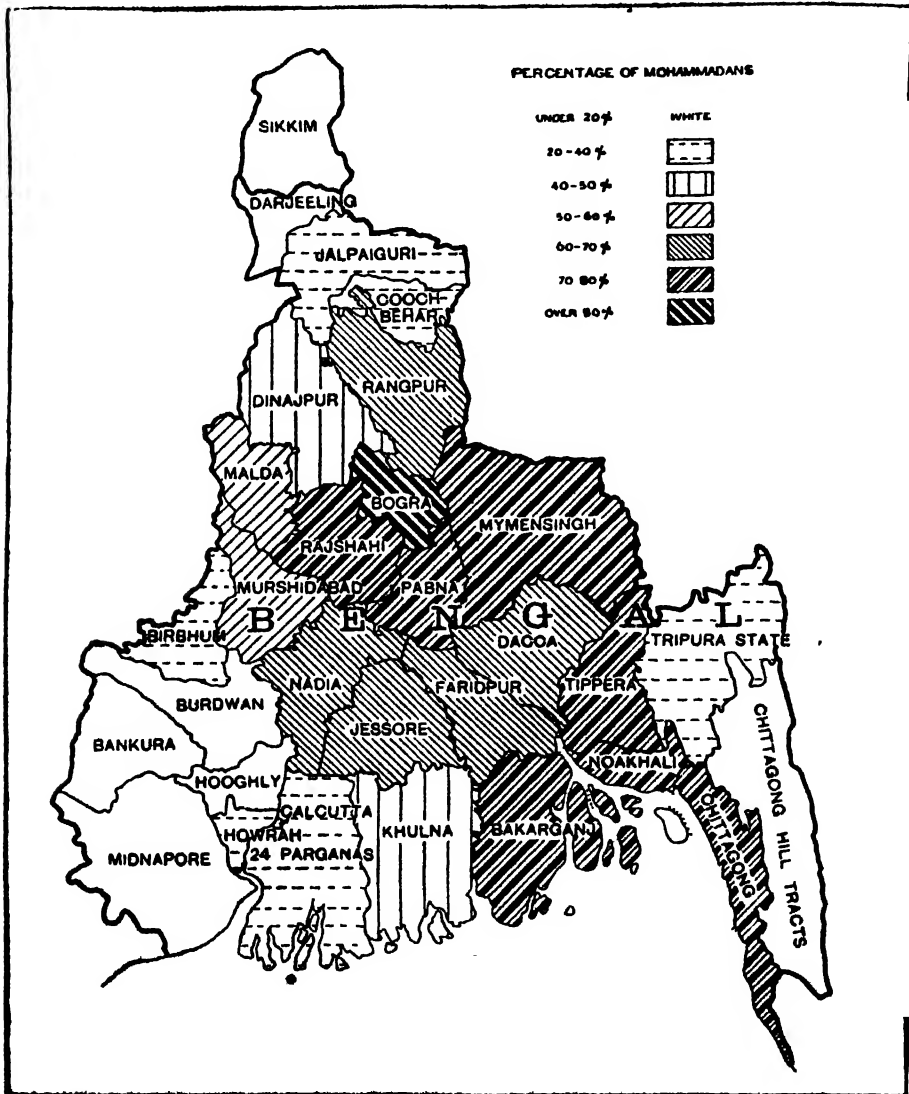 PERCENTAGE OF MOHAMMADANS
UNDER 20% WHITE
20-40%
40-50%
50-60%
60-70%
70 80%
OVER 80%
SIKKIM
DARJEELING
JALPAIGURI
COOCH-
BEHAR
RANGPUR
DINAJPUR
MALDA
BOGRA
MYMENSINGH
RAJSHAHI
MURSHIDABAD
PABNA
BENGAL
BIRBHUM
DACOA
TRIPURA STATE
NADIA
FARIDPUR
TIPPERA
BURDWAN
JESSORE
BANKURA
NOAKHALI
HOOGHLY
CALCUTTA
HOWRAH
24 PARGANAS
KHULNA
BAKARGANJ
MIDNAPORE
CHITTAGONG
CHITTAGONG HILL TRACTS